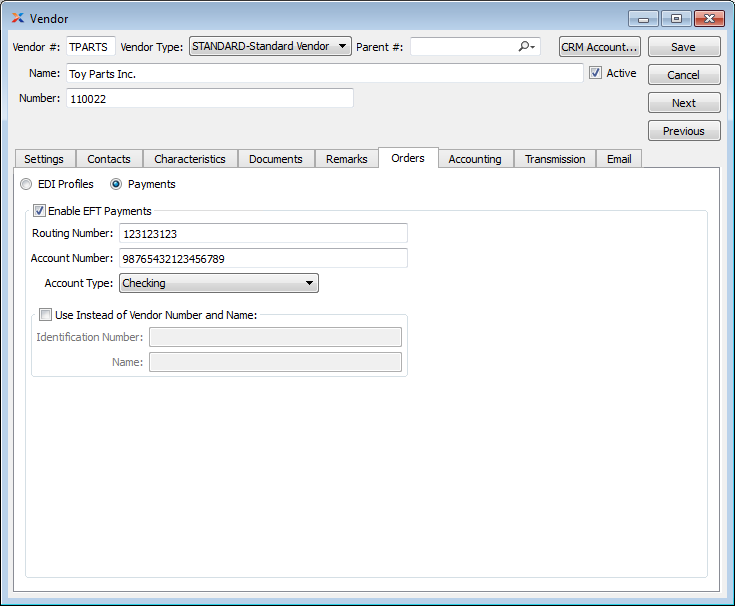 Vendor
Vendor #: TPARTS Vendor Type: STANDARD-Standard Vendor Parent #: CRM Account... Save
Name: Toy Parts Inc. Active Cancel
Number: 110022 Next
Previous
Settings Contacts Characteristics Documents Remarks Orders Accounting Transmission Email
EDI Profiles Payments
Enable EFT Payments
Routing Number: 123123123
Account Number: 98765432123456789
Account Type: Checking
Use Instead of Vendor Number and Name:
Identification Number:
Name: